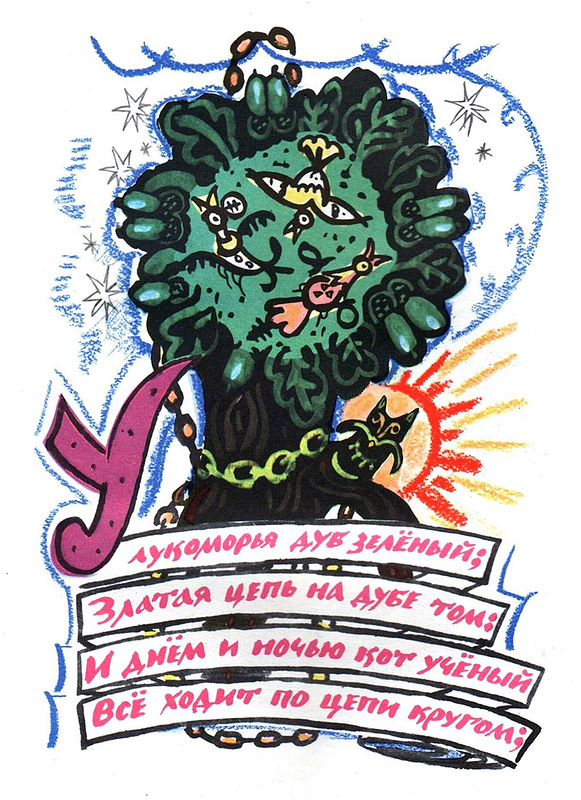 У лукоморья дуб зелёный;
Златая цепь на дубе том;
И днём и ночью кот учёный
Всё ходит по цепи кругом;